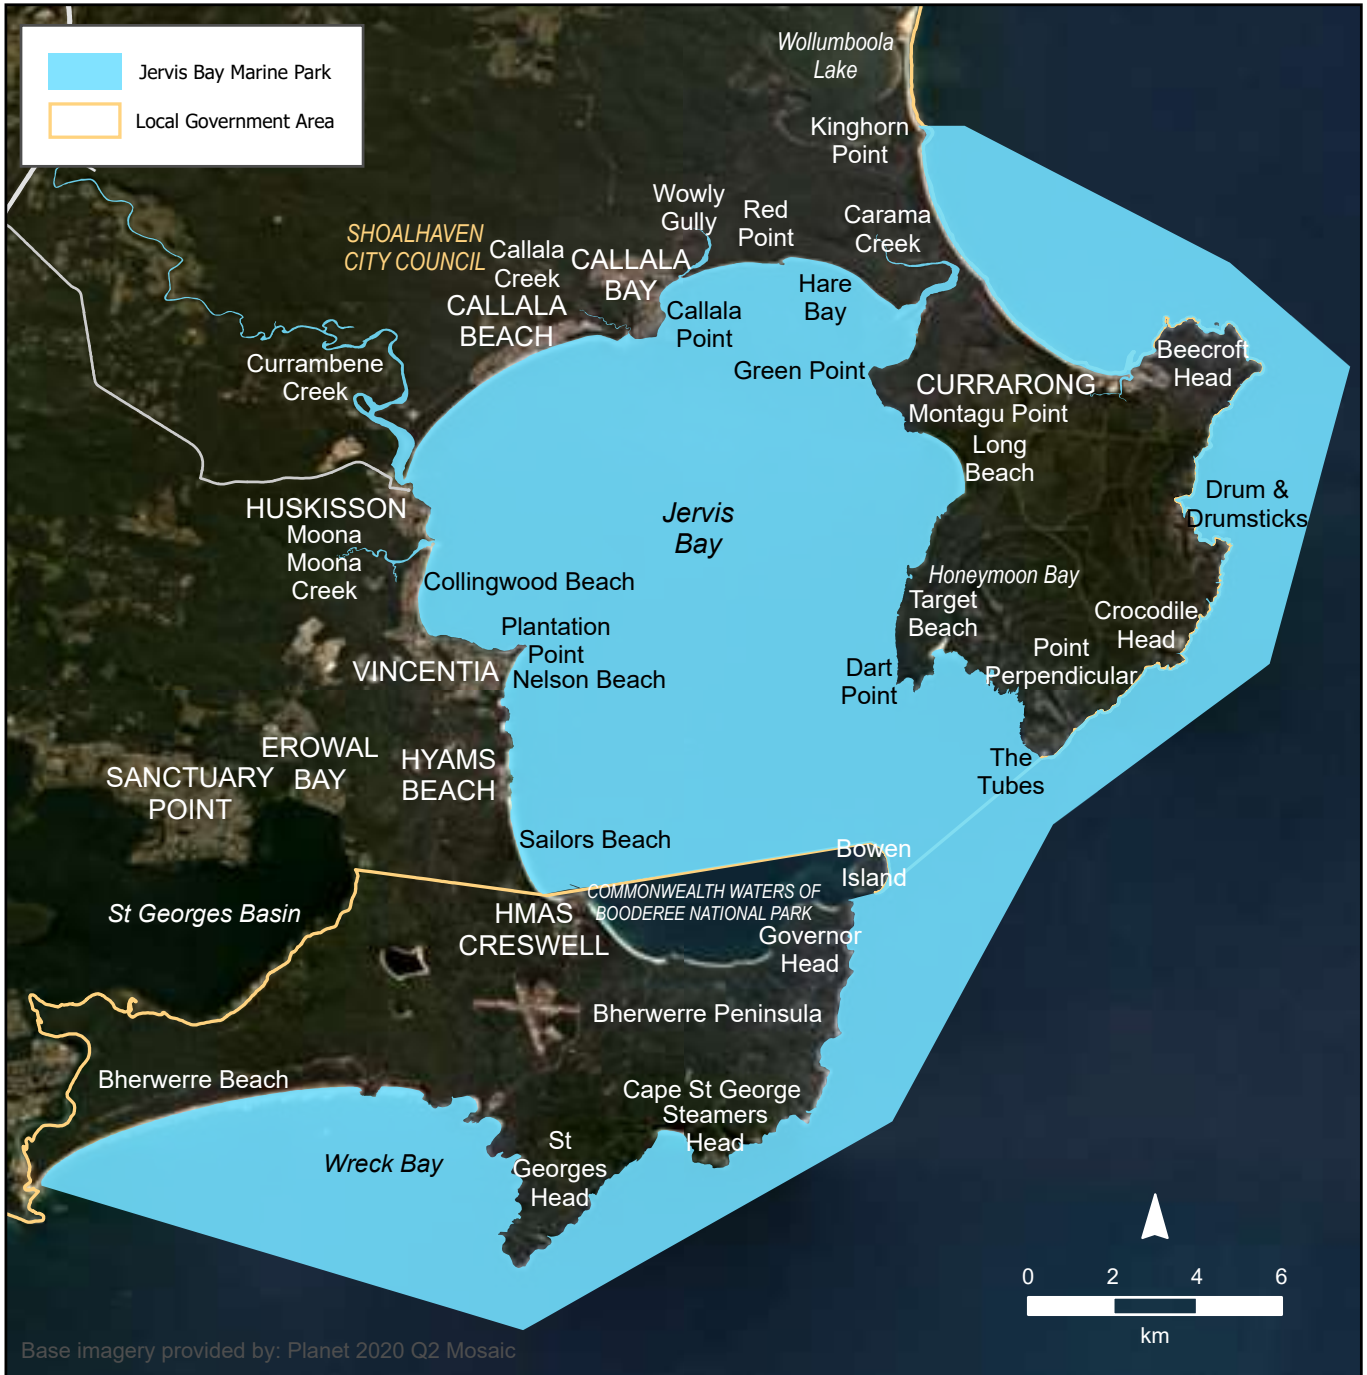 Jervis Bay Marine Park
Local Government Area
Wollumboola
Lake
Kinghorn
Point
Wowly
Gully
Red
Point
Carama
Creek
SHOALHAVEN
CITY COUNCIL
Callala
Creek
CALLALA
BAY
CALLALA
BEACH
Callala
Point
Hare
Bay
Green Point
Currambene
Creek
Beecroft
Head
CURRARONG
Montagu Point
Long
Beach
Drum &
Drumsticks
HUSKISSON
Moona
Moona
Creek
Jervis
Bay
Collingwood Beach
Honeymoon Bay
Target
Beach
Crocodile
Head
Plantation
Point
Nelson Beach
VINCENTIA
Point
Perpendicular
Dart
Point
EROWAL
BAY
SANCTUARY
POINT
HYAMS
BEACH
The
Tubes
Sailors Beach
Bowen
Island
COMMONWEALTH WATERS OF
BOODEREE NATIONAL PARK
St Georges Basin
HMAS
CRESWELL
Governor
Head
Bherwerre Peninsula
Bherwerre Beach
Cape St George
Steamers
Head
Wreck Bay
St
Georges
Head
0 2 4 6
km
Base imagery provided by: Planet 2020 Q2 Mosaic